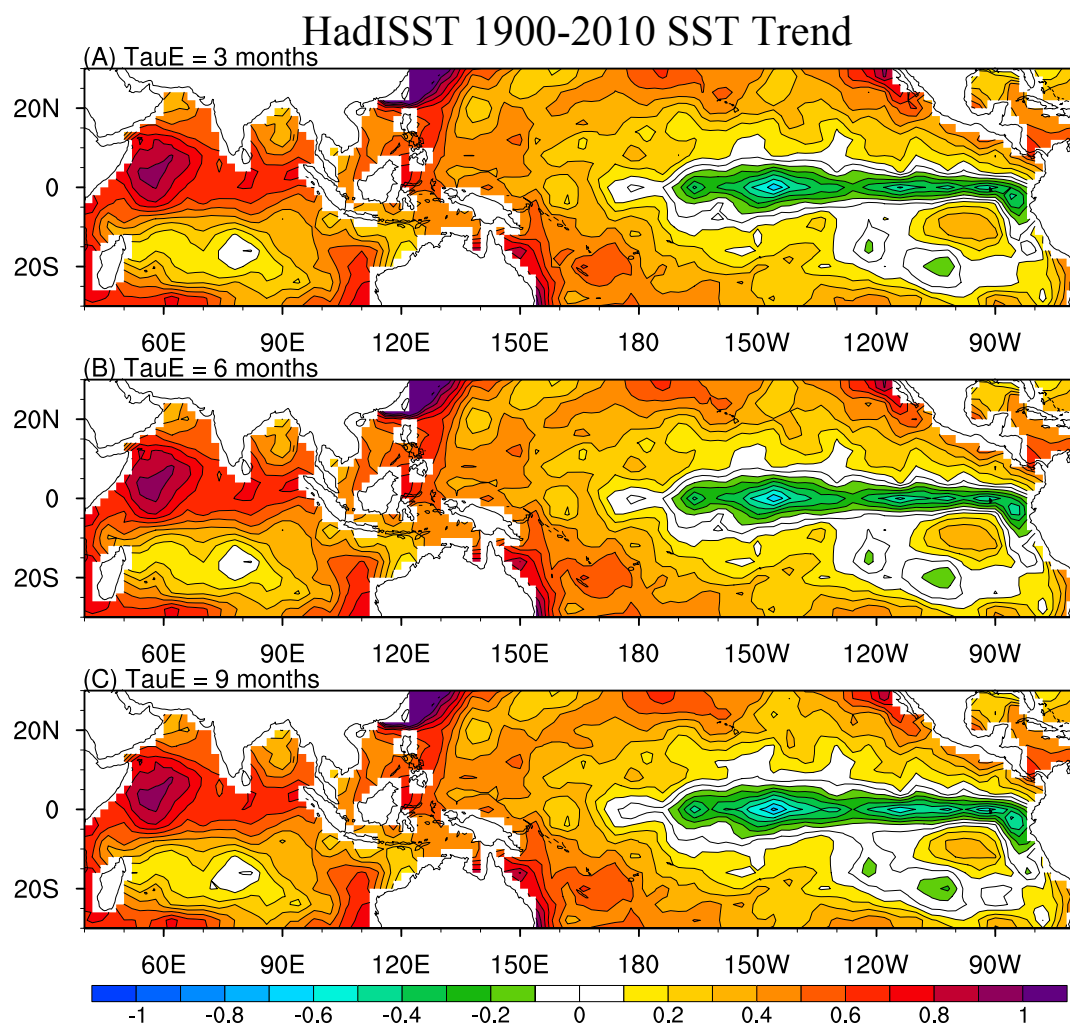 HadISST 1900-2010 SST Trend
(A) TauE = 3 months
20N
0
20S
60E 90E 120E 150E 180 150W 120W 90W
(B) TauE = 6 months
20N
0
20S
60E 90E 120E 150E 180 150W 120W 90W
(C) TauE = 9 months
20N
0
20S
60E 90E 120E 150E 180 150W 120W 90W
-1 -0.8 -0.6 -0.4 -0.2 0 0.2 0.4 0.6 0.8 1